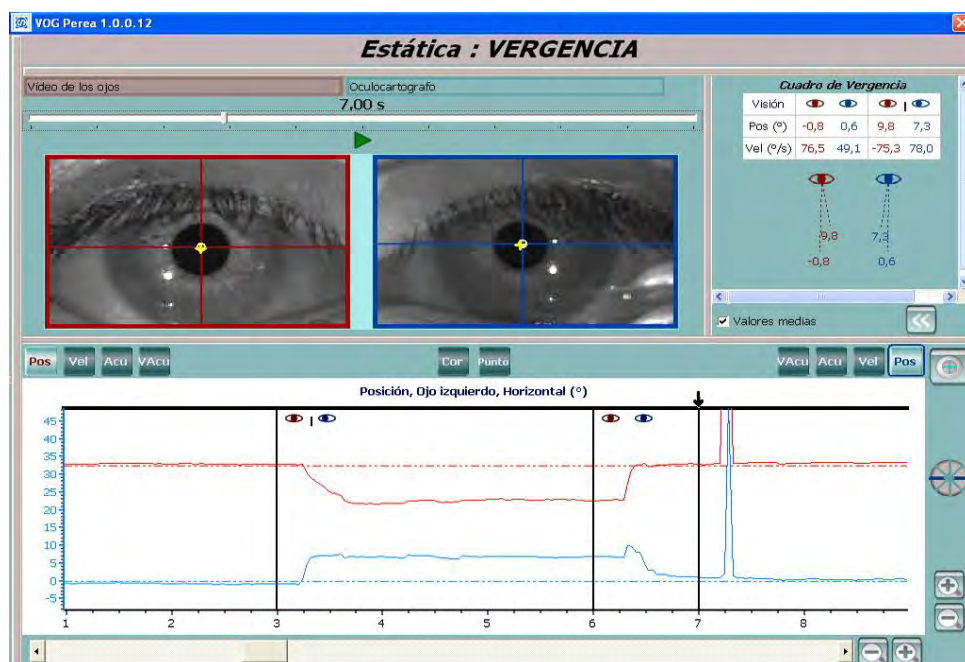 VOG Perea 1.0.0.12
Estática : VERGENCIA
Vídeo de los ojos
Oculocartografo
7,00 s
Cuadro de Vergencia
Visión
Pos (°) -0,8 0,6 9,8 7,3
Vel (°/s) 76,5 49,1 -75,3 78,0
9,8 7,3
-0,8 0,6
Valores medias
Pos Vel Acu VAcu Cor Punto VAcu Acu Vel Pos
Posición, Ojo izquierdo, Horizontal (°)
45
40
35
30
25
20
15
10
5
0
-5
1 2 3 4 5 6 7 8